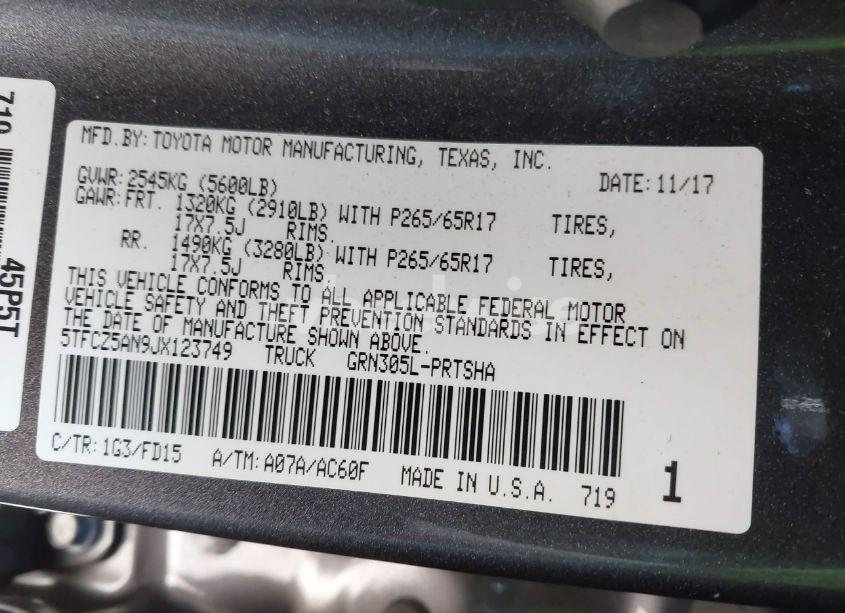 MFD.BY:TOYOTA MOTOR MANUFACTURING, TEXAS, INC.
DATE:11/17
GVWR:2545KG (5600LB)
GAWR:FRT. 1320KG (2910LB) WITH P265/65R17 TIRES,
17X7.5J RIMS.
RR. 1490KG (3280LB) WITH P265/65R17 TIRES,
17X7.5J RIMS.
THIS VEHICLE CONFORMS TO ALL APPLICABLE FEDERAL MOTOR
VEHICLE SAFETY AND THEFT PREVENTION STANDARDS IN EFFECT ON
THE DATE OF MANUFACTURE SHOWN ABOVE.
5TFCZ5AN9JX123749 TRUCK GRN305L-PRTSHA
C/TR:1G3/FD15 A/TM:A07A/AC60F MADE IN U.S.A. 719 1
719
45P5T